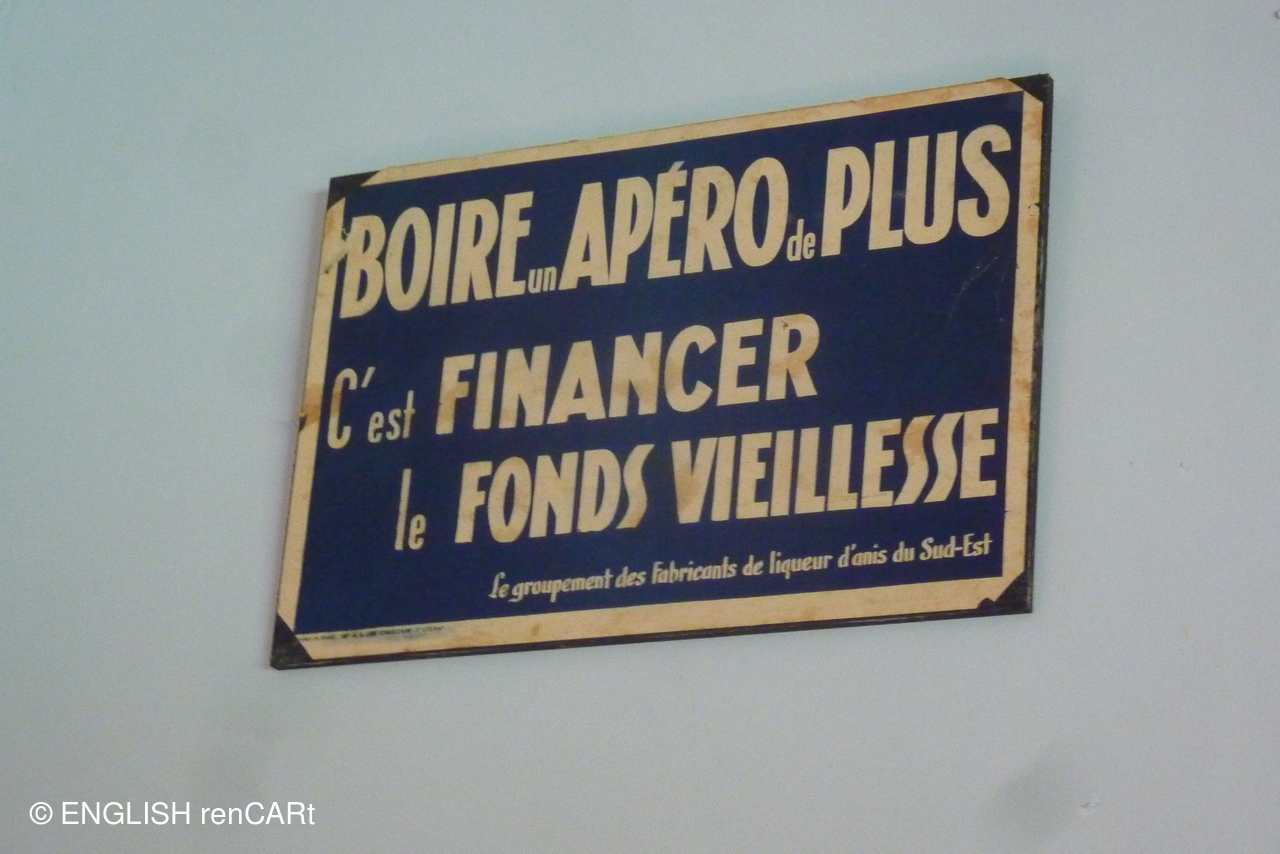 BOIRE un APÉRO de PLUS
C'est FINANCER
le FONDS VIEILLESSE
Le groupement des Fabricants de liqueur d'anis du Sud-Est
© ENGLISH renCARt